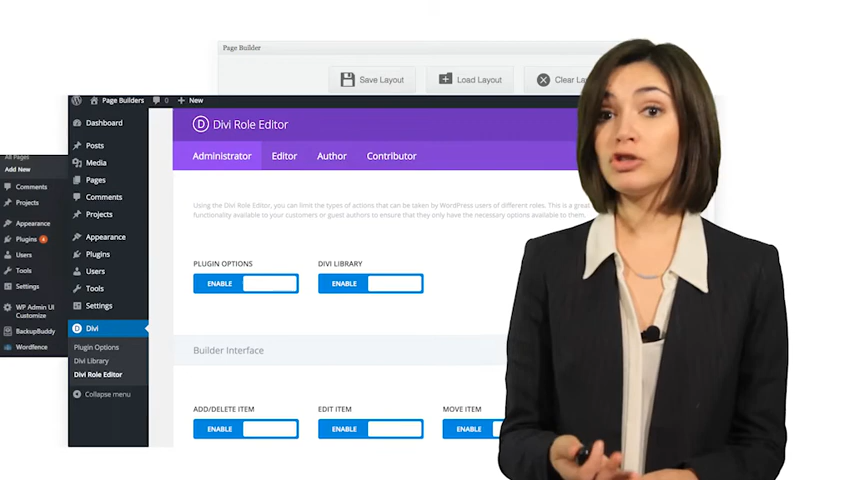 Page Builder
Save Layout
Load Layout
Clear
Page Builders
0
New
All Pages
Add New
Comments
Projects
Appearance
Plugins 4
Users
Tools
Settings
WP Admin UI
Customize
BackupBuddy
Wordfence
Dashboard
Posts
Media
Pages
Comments
Projects
Appearance
Plugins
Users
Tools
Settings
Divi
Plugin Options
Divi Library
Divi Role Editor
Collapse menu
Divi Role Editor
Administrator
Editor
Author
Contributor
Using the Divi Role Editor, you can limit the types of actions that can be taken by WordPress users of different roles. This is a great
functionality available to your customers or guest authors to ensure that they only have the necessary options available to them.
PLUGIN OPTIONS
DIVI LIBRARY
ENABLE
ENABLE
Builder Interface
ADD/DELETE ITEM
EDIT ITEM
MOVE ITEM
ENABLE
ENABLE
ENABLE